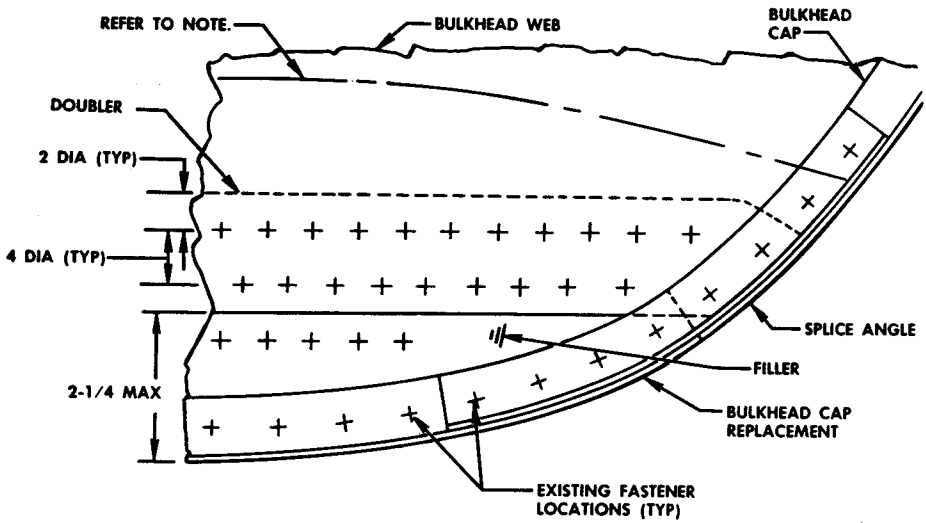 REFER TO NOTE.
BULKHEAD WEB
BULKHEAD
CAP
DOUBLER
2 DIA (TYP)
4 DIA (TYP)
SPLICE ANGLE
FILLER
2-1/4 MAX
BULKHEAD CAP
REPLACEMENT
EXISTING FASTENER
LOCATIONS (TYP)